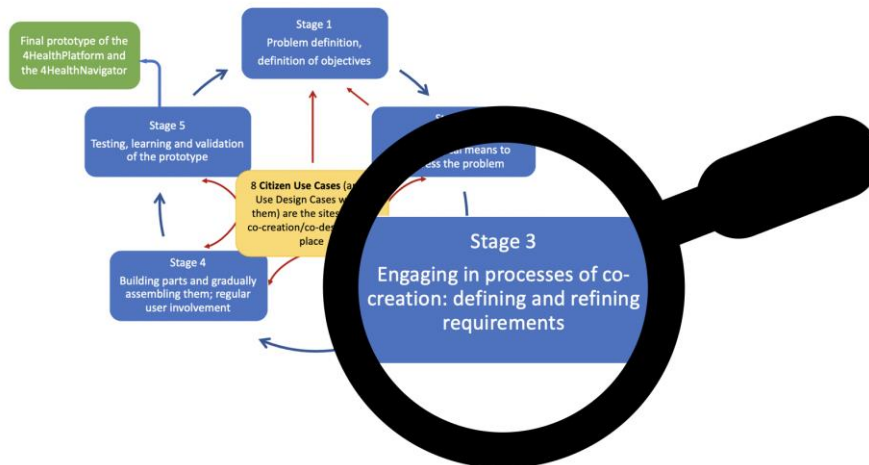 Final prototype of the
4HealthPlatform and
the 4HealthNavigator
Stage 1
Problem definition,
definition of objectives
Stage 5
Testing, learning and validation
of the prototype
means to
the problem
8 Citizen Use Cases
Use Design Cases
them) are the sites
co-creation/
place
Stage 4
Building parts and gradually
assembling them; regular
user involvement
Stage 3
Engaging in processes of co-
creation: defining and refining
requirements